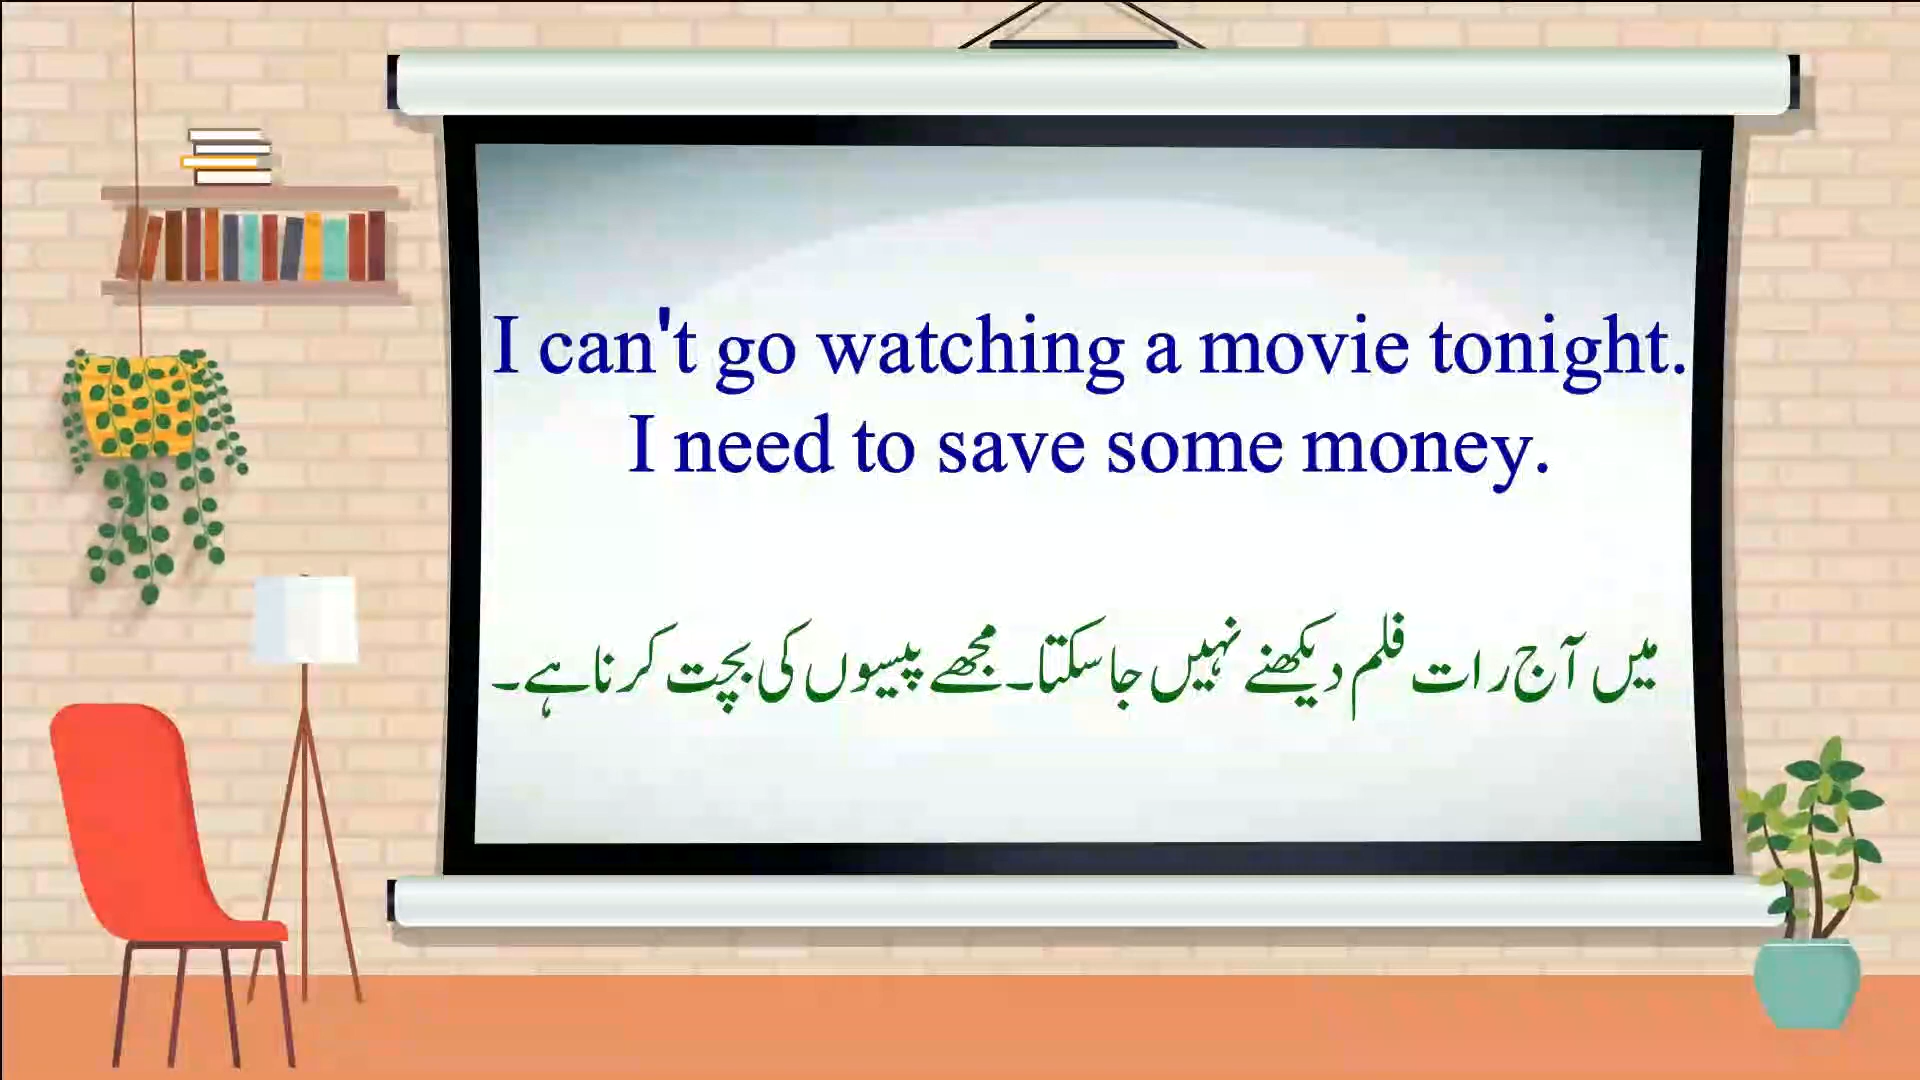 I can't go watching a movie tonight.
I need to save some money.
میں آج رات فلم دیکھنے نہیں جا سکتا۔ مجھے پیسوں کی بچت کرنا ہے۔